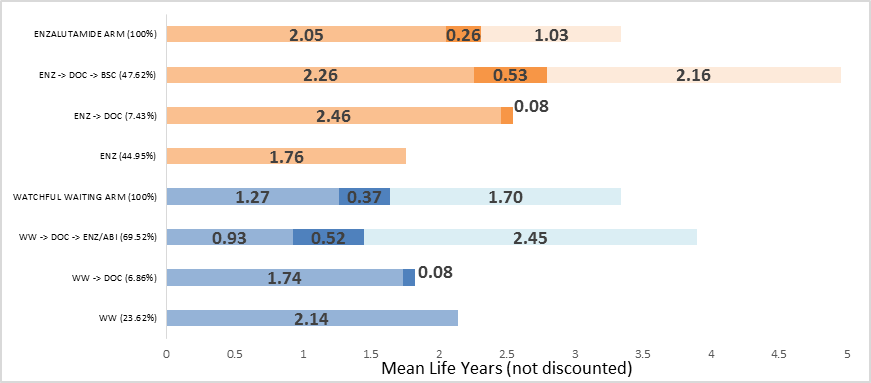 ENZALUTAMIDE ARM (100%) 2.05 0.26 1.03
ENZ -> DOC -> BSC (47.62%) 2.26 0.53 2.16
ENZ -> DOC (7.43%) 2.46 0.08
ENZ (44.95%) 1.76
WATCHFUL WAITING ARM (100%) 1.27 0.37 1.70
WW -> DOC -> ENZ/ABI (69.52%) 0.93 0.52 2.45
WW -> DOC (6.86%) 1.74 0.08
WW (23.62%) 2.14
0 0.5 1 1.5 2 2.5 3 3.5 4 4.5 5
Mean Life Years (not discounted)